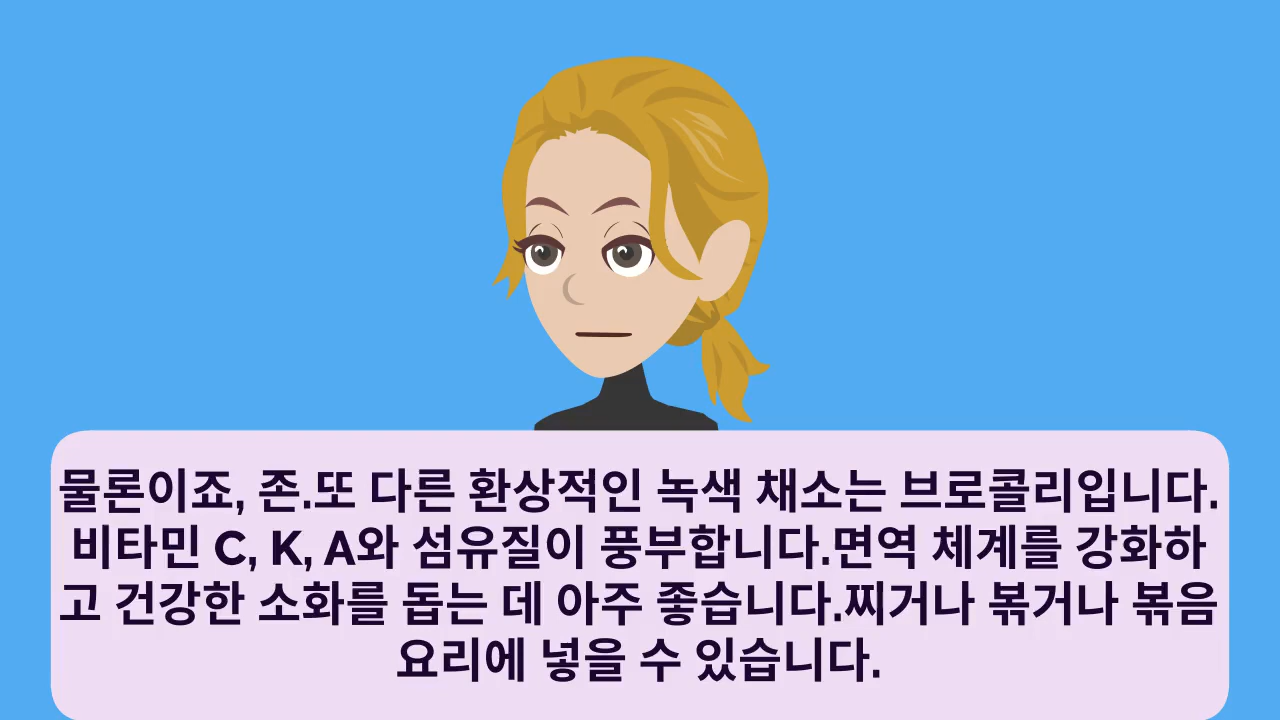 물론이죠, 존.또 다른 환상적인 녹색 채소는 브로콜리입니다.
비타민 C, K, A와 섬유질이 풍부합니다.면역 체계를 강화하
고 건강한 소화를 돕는 데 아주 좋습니다.찌거나 볶거나 볶음
요리에 넣을 수 있습니다.